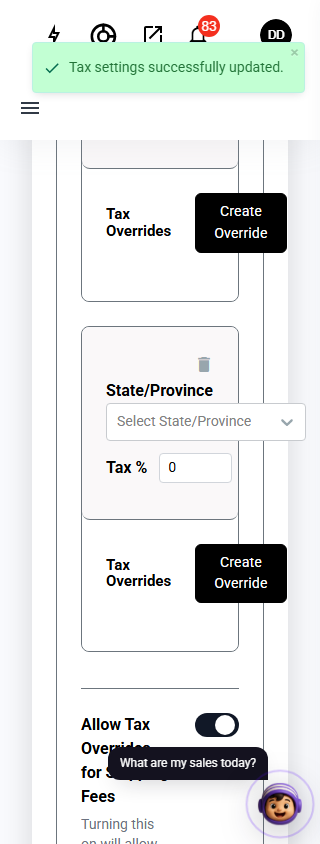 83
DD
Tax settings successfully updated.
×
Tax
Overrides
Create
Override
State/Province
Select State/Province
Tax %
0
Tax
Overrides
Create
Override
Allow Tax
Overrides
What are my sales today?
Fees
Turning this
on will allow